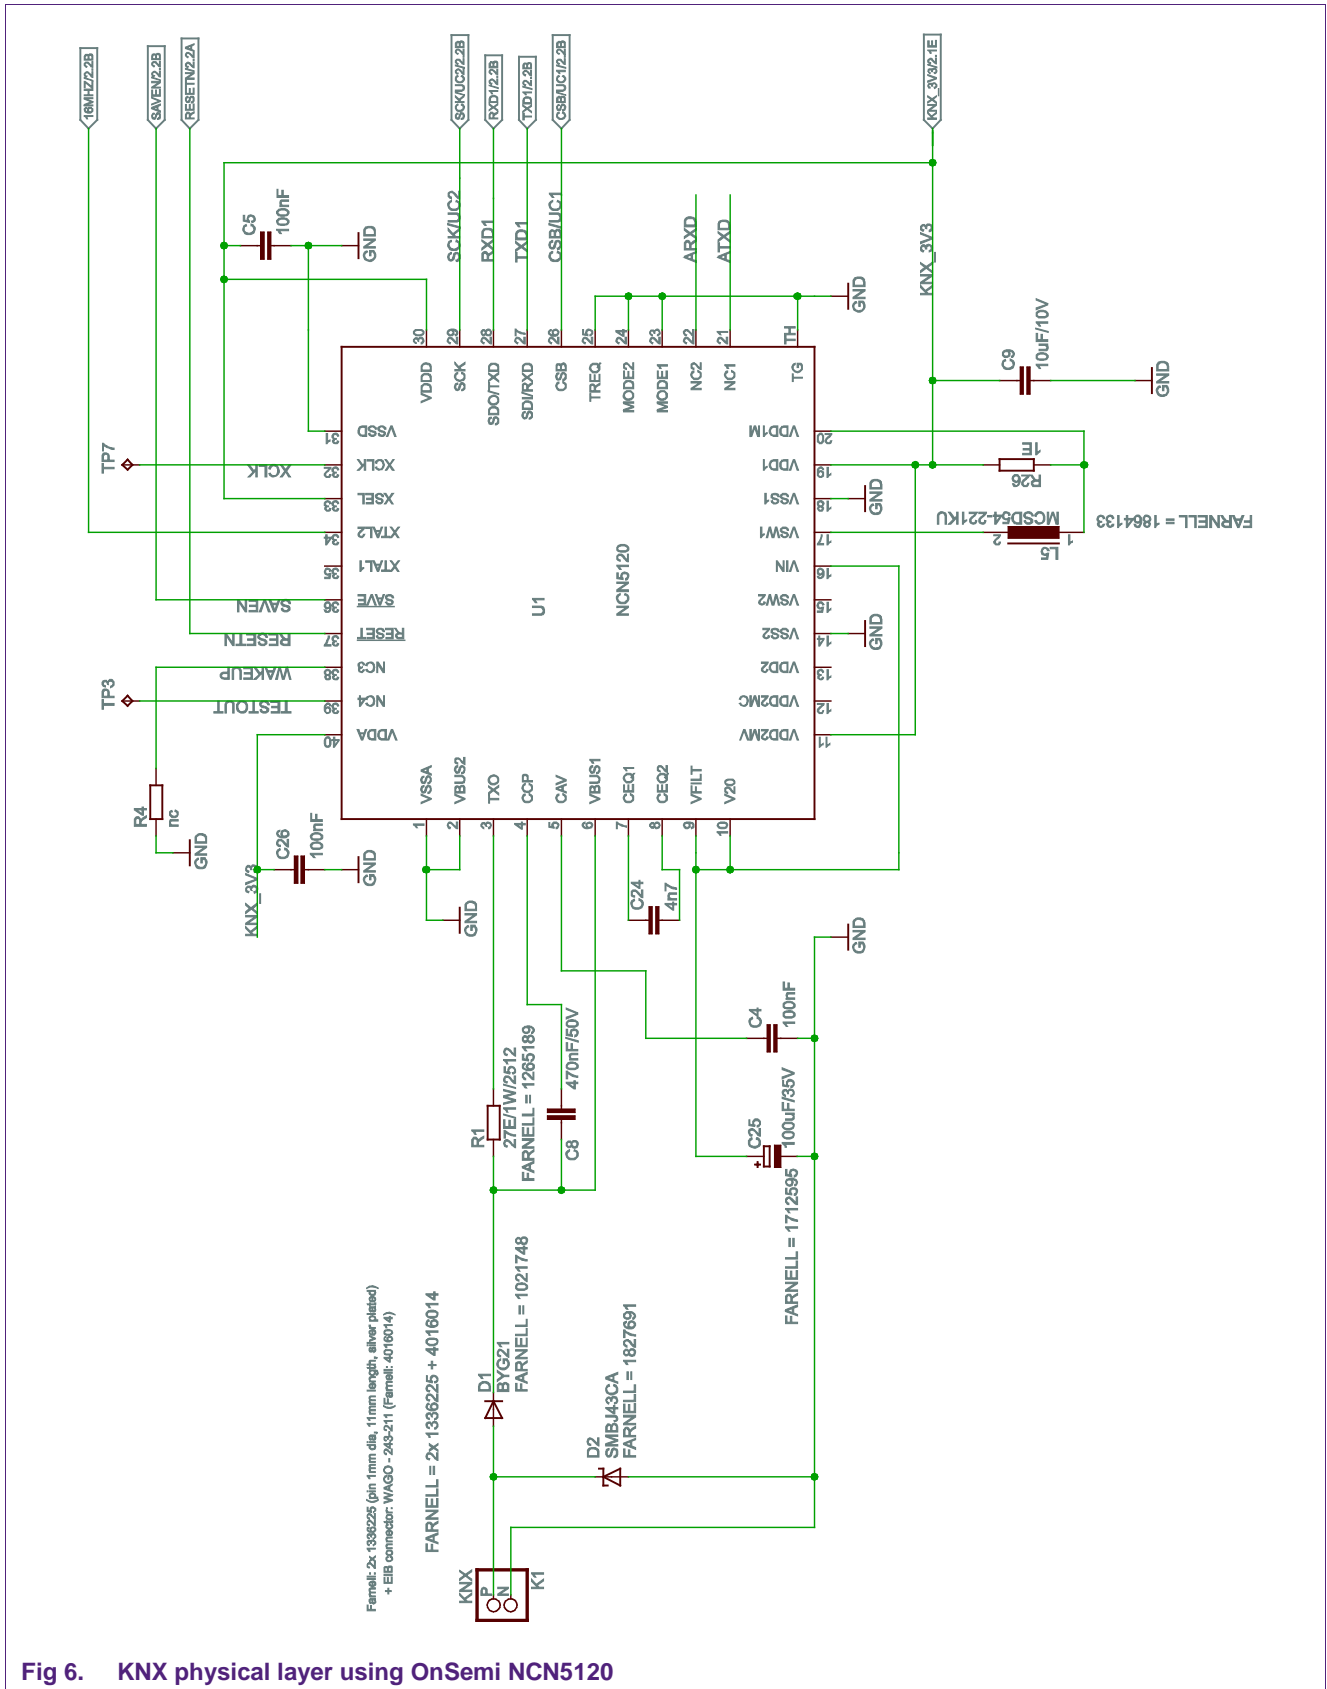 16MHZ/2.2B
SAVEN/2.2B
RESETN/2.2A
SCK/UC2/2.2B
RXD1/2.2B
TXD1/2.2B
CSB/UC1/2.2B
KNX_3V3/2.1E
C5
100nF
GND
SCK/UC2
RXD1
TXD1
CSB/UC1
ARXD
ATXD
KNX_3V3
GND
C9
10uF/10V
GND
30
29
28
27
26
25
24
23
22
21
TH
VDDD
SCK
SDO/TXD
SDI/RXD
CSB
TREQ
MODE2
MODE1
NC2
NC1
TG
TP7
XCLK
SAVEN
RESETN
WAKEUP
TESTOUT
TP3
31
32
33
34
35
36
37
38
39
40
VSSD
XCLK
XSEL
XTAL2
XTAL1
SAVE
RESET
NC3
NC4
VDDA
U1
NCN5120
VDD1M
VDD1
VSS1
VSW1
VIN
VSW2
VSS2
VDD2
VDD2MC
VDD2MV
20
19
18
17
16
15
14
13
12
11
GND
GND
1E
R26
MCSD54-221KU
2
1
L5
FARNELL = 1864133
R4
nc
GND
KNX_3V3
C26
100nF
GND
VSSA
VBUS2
TXO
CCP
CAV
VBUS1
CEQ1
CEQ2
VFILT
V20
1
2
3
4
5
6
7
8
9
10
GND
C24
4n7
GND
R1
27E/1W/2512
FARNELL = 1265189
C8
470nF/50V
C4
100nF
C25
+
100uF/35V
FARNELL = 1712595
D1
BYG21
FARNELL = 1021748
D2
SMBJ43CA
FARNELL = 1827691
Farnell: 2x 1336225 (pin 1mm dia, 11mm length, silver plated)
+ EIB connector: WAGO - 243-211 (Farnell: 4016014)
FARNELL = 2x 1336225 + 4016014
KNX
P
N
K1
Fig 6. KNX physical layer using OnSemi NCN5120